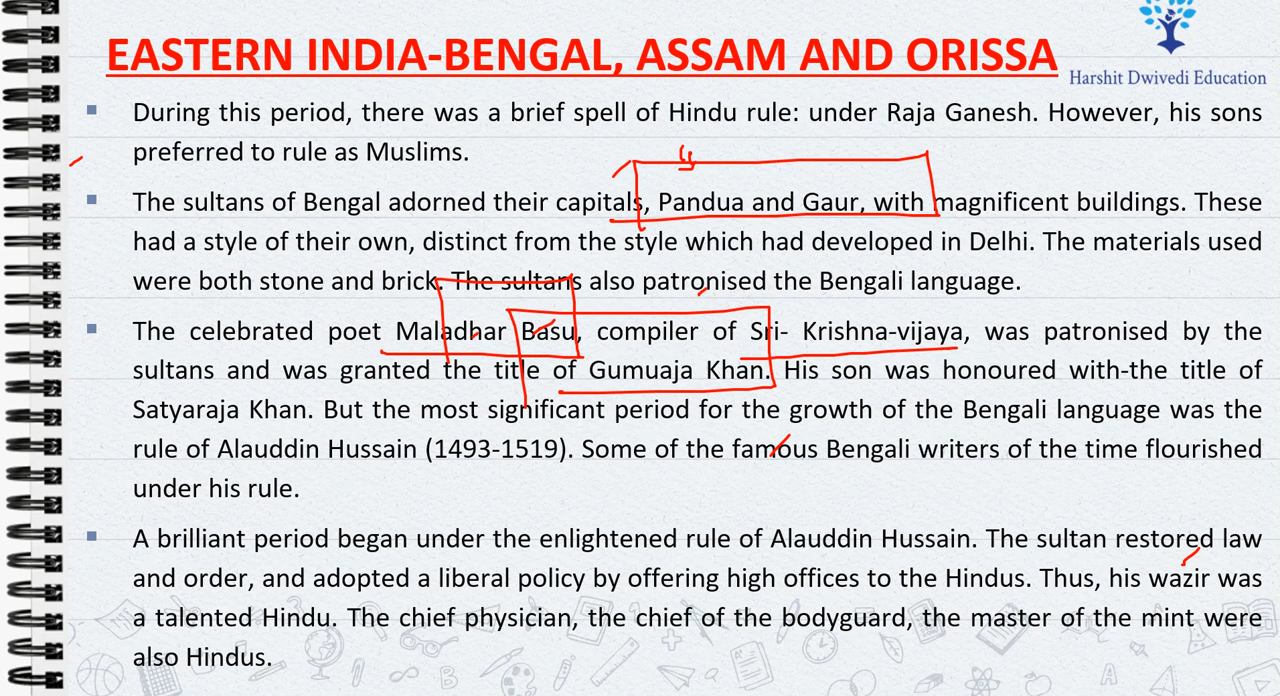 EASTERN INDIA-BENGAL, ASSAM AND ORISSA
Harshit Dwivedi Education
During this period, there was a brief spell of Hindu rule: under Raja Ganesh. However, his sons
preferred to rule as Muslims.
The sultans of Bengal adorned their capitals, Pandua and Gaur, with magnificent buildings. These
had a style of their own, distinct from the style which had developed in Delhi. The materials used
were both stone and brick. The sultans also patronised the Bengali language.
The celebrated poet Maladhar Basu, compiler of Sri- Krishna-vijaya, was patronised by the
sultans and was granted the title of Gumuaja Khan. His son was honoured with-the title of
Satyaraja Khan. But the most significant period for the growth of the Bengali language was the
rule of Alauddin Hussain (1493-1519). Some of the famous Bengali writers of the time flourished
under his rule.
A brilliant period began under the enlightened rule of Alauddin Hussain. The sultan restored law
and order, and adopted a liberal policy by offering high offices to the Hindus. Thus, his wazir was
a talented Hindu. The chief physician, the chief of the bodyguard, the master of the mint were
also Hindus.